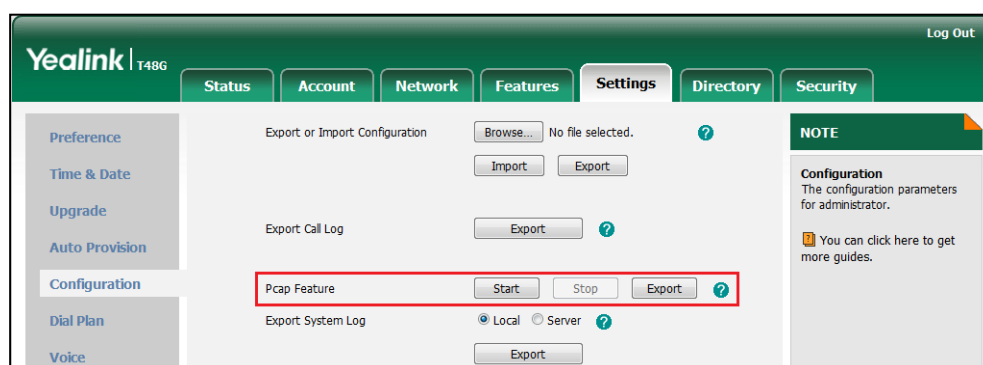 Log Out
Yealink T48G
Status Account Network Features Settings Directory Security
Preference
Time & Date
Upgrade
Auto Provision
Configuration
Dial Plan
Voice
Export or Import Configuration Browse... No file selected. ?
Import Export
Export Call Log Export ?
Pcap Feature Start Stop Export ?
Export System Log Local Server ?
Export
NOTE
Configuration
The configuration parameters
for administrator.
? You can click here to get
more guides.